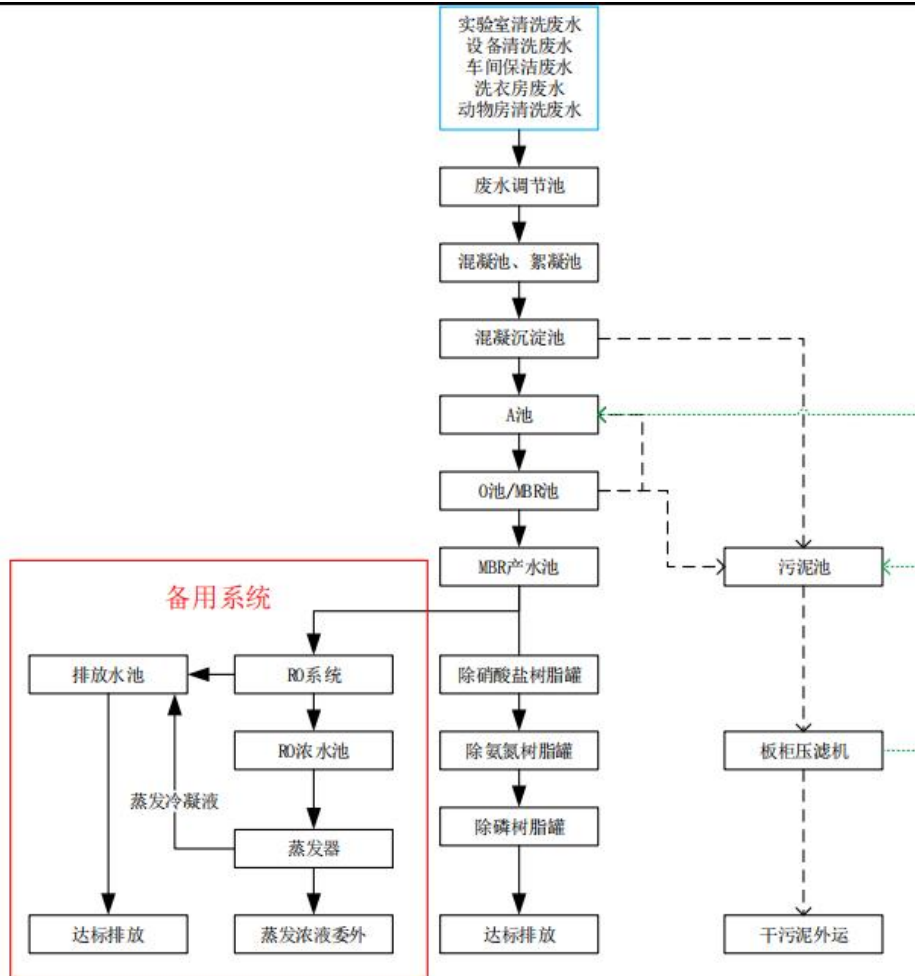 实验室清洗废水
设备清洗废水
车间保洁废水
洗衣房废水
动物房清洗废水
废水调节池
混凝池、絮凝池
混凝沉淀池
A池
O池/MBR池
MBR产水池
污泥池
备用系统
排放水池
RO系统
除硝酸盐树脂罐
RO浓水池
除氨氮树脂罐
板柜压滤机
蒸发冷凝液
蒸发器
除磷树脂罐
达标排放
蒸发浓液委外
达标排放
干污泥外运